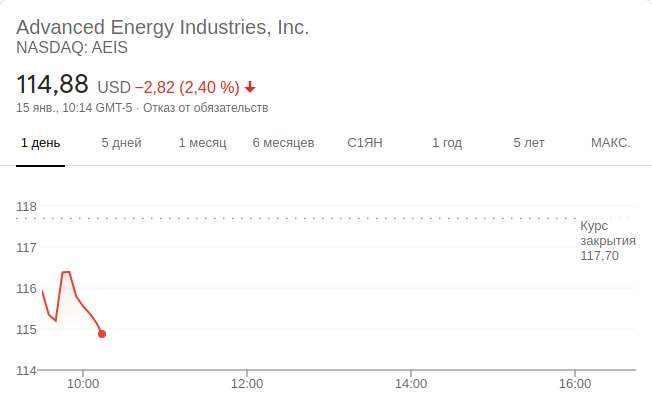 Advanced Energy Industries, Inc.
NASDAQ: AEIS
114,88 USD −2,82 (2,40 %)
15 янв., 10:14 GMT-5 · Отказ от обязательств
1 день 5 дней 1 месяц 6 месяцев С1ЯН 1 год 5 лет МАКС.
118
Курс
закрытия
117,70
117
116
115
114
10:00 12:00 14:00 16:00